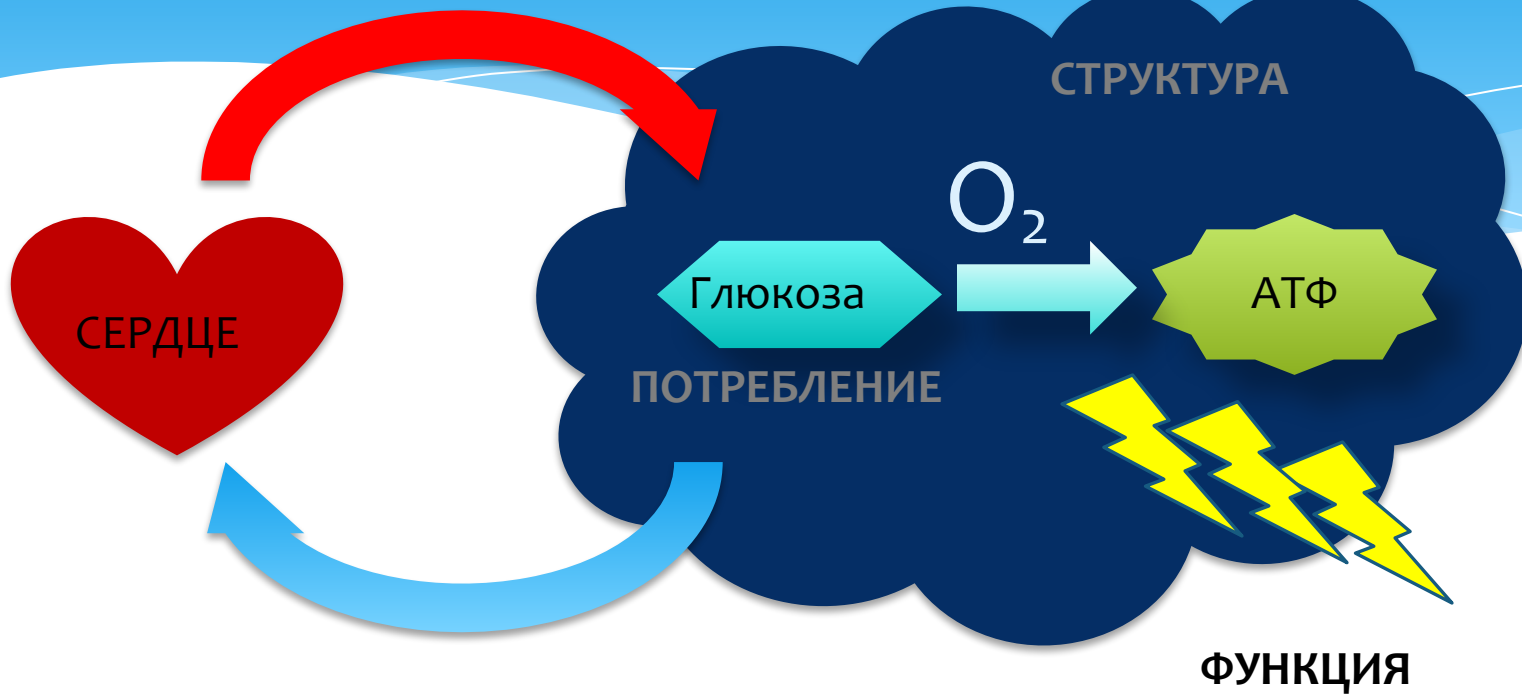 СТРУКТУРА
O₂
Глюкоза
АТФ
СЕРДЦЕ
ПОТРЕБЛЕНИЕ
ФУНКЦИЯ